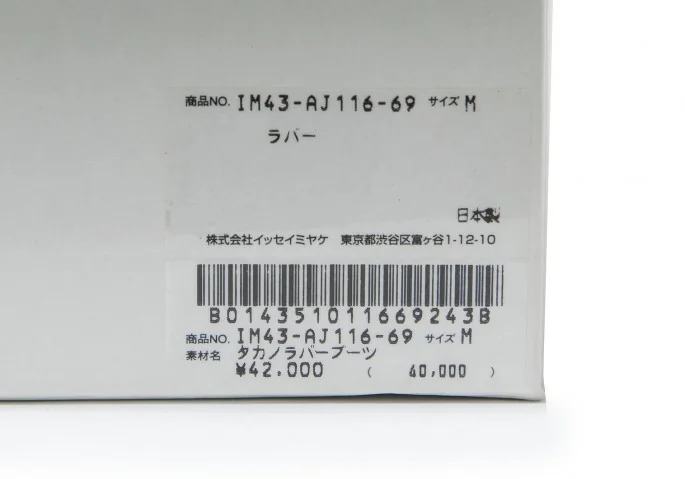 商品NO. IM43-AJ116-69 サイズ M
ラバー
日本製
株式会社イッセイミヤケ 東京都渋谷区富ヶ谷1-12-10
B014351011669243B
商品NO. IM43-AJ116-69 サイズ M
素材名 タカノラバーブーツ
¥42.000 ( 40,000 )